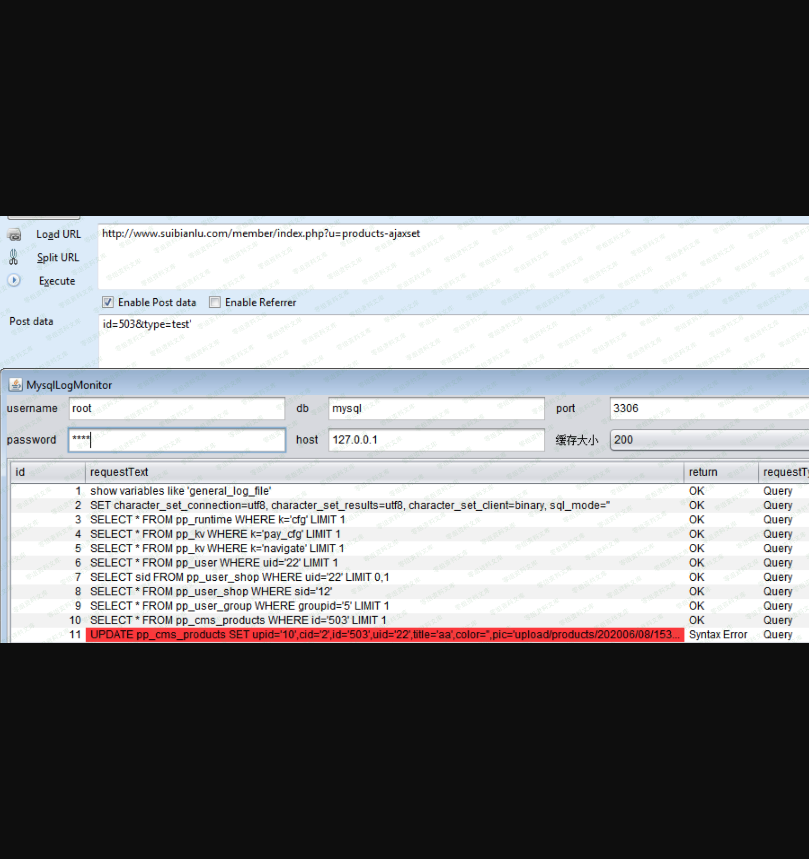 Load URL
http://www.suibianlu.com/member/index.php?u=products-ajaxset
Split URL
Execute
Enable Post data Enable Referrer
Post data
id=503&type=test'
MysqlLogMonitor
username root db mysql port 3306
password **** host 127.0.0.1 缓存大小 200
id requestText return requestTy
1 show variables like 'general_log_file' OK Query
2 SET character_set_connection=utf8, character_set_results=utf8, character_set_client=binary, sql_mode='' OK Query
3 SELECT * FROM pp_runtime WHERE k='cfg' LIMIT 1 OK Query
4 SELECT * FROM pp_kv WHERE k='pay_cfg' LIMIT 1 OK Query
5 SELECT * FROM pp_kv WHERE k='navigate' LIMIT 1 OK Query
6 SELECT * FROM pp_user WHERE uid='22' LIMIT 1 OK Query
7 SELECT sid FROM pp_user_shop WHERE uid='22' LIMIT 0,1 OK Query
8 SELECT * FROM pp_user_shop WHERE sid='12' OK Query
9 SELECT * FROM pp_user_group WHERE groupid='5' LIMIT 1 OK Query
10 SELECT * FROM pp_cms_products WHERE id='503' LIMIT 1 OK Query
11 UPDATE pp_cms_products SET upid='10',cid='2',id='503',uid='22',title='aa',color='',pic='upload/products/202006/08/153... Syntax Error Query